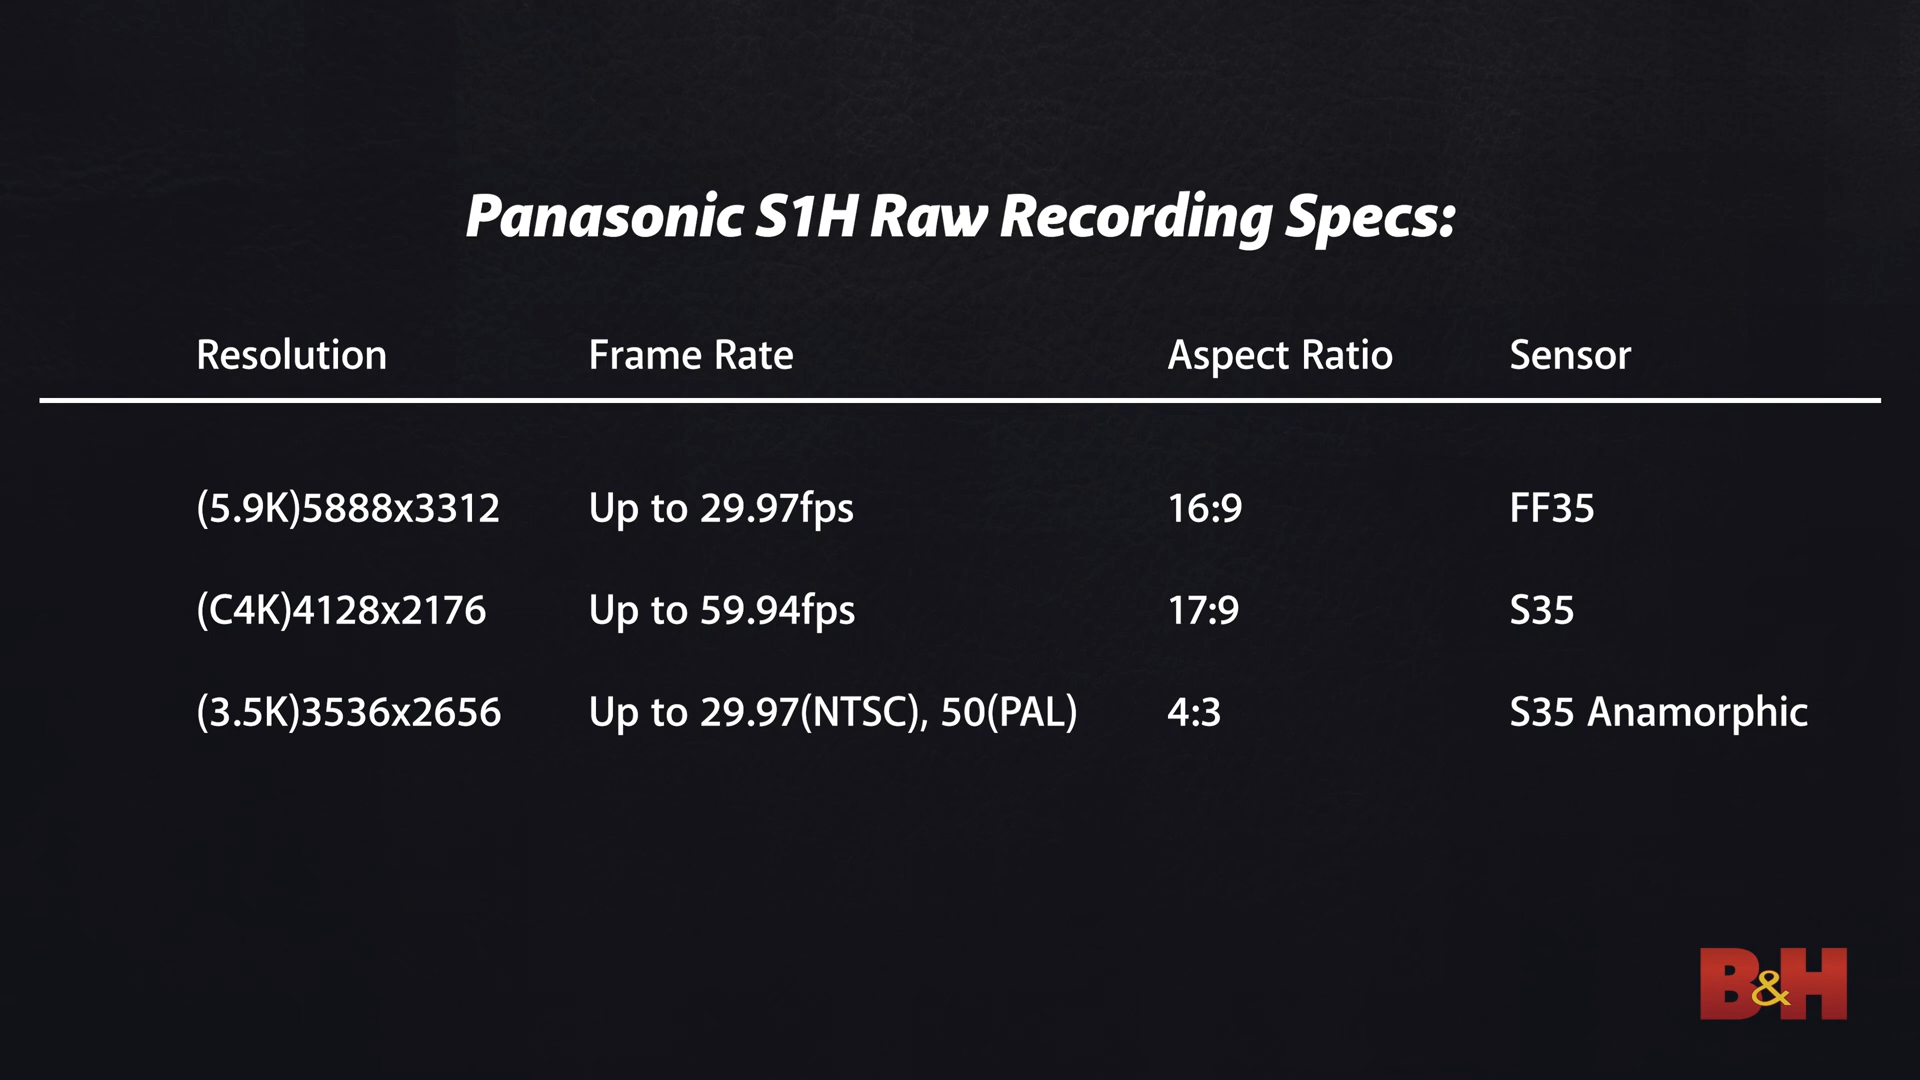 Panasonic S1H Raw Recording Specs:
Resolution Frame Rate Aspect Ratio Sensor
(5.9K)5888x3312 Up to 29.97fps 16:9 FF35
(C4K)4128x2176 Up to 59.94fps 17:9 S35
(3.5K)3536x2656 Up to 29.97(NTSC), 50(PAL) 4:3 S35 Anamorphic
B&H